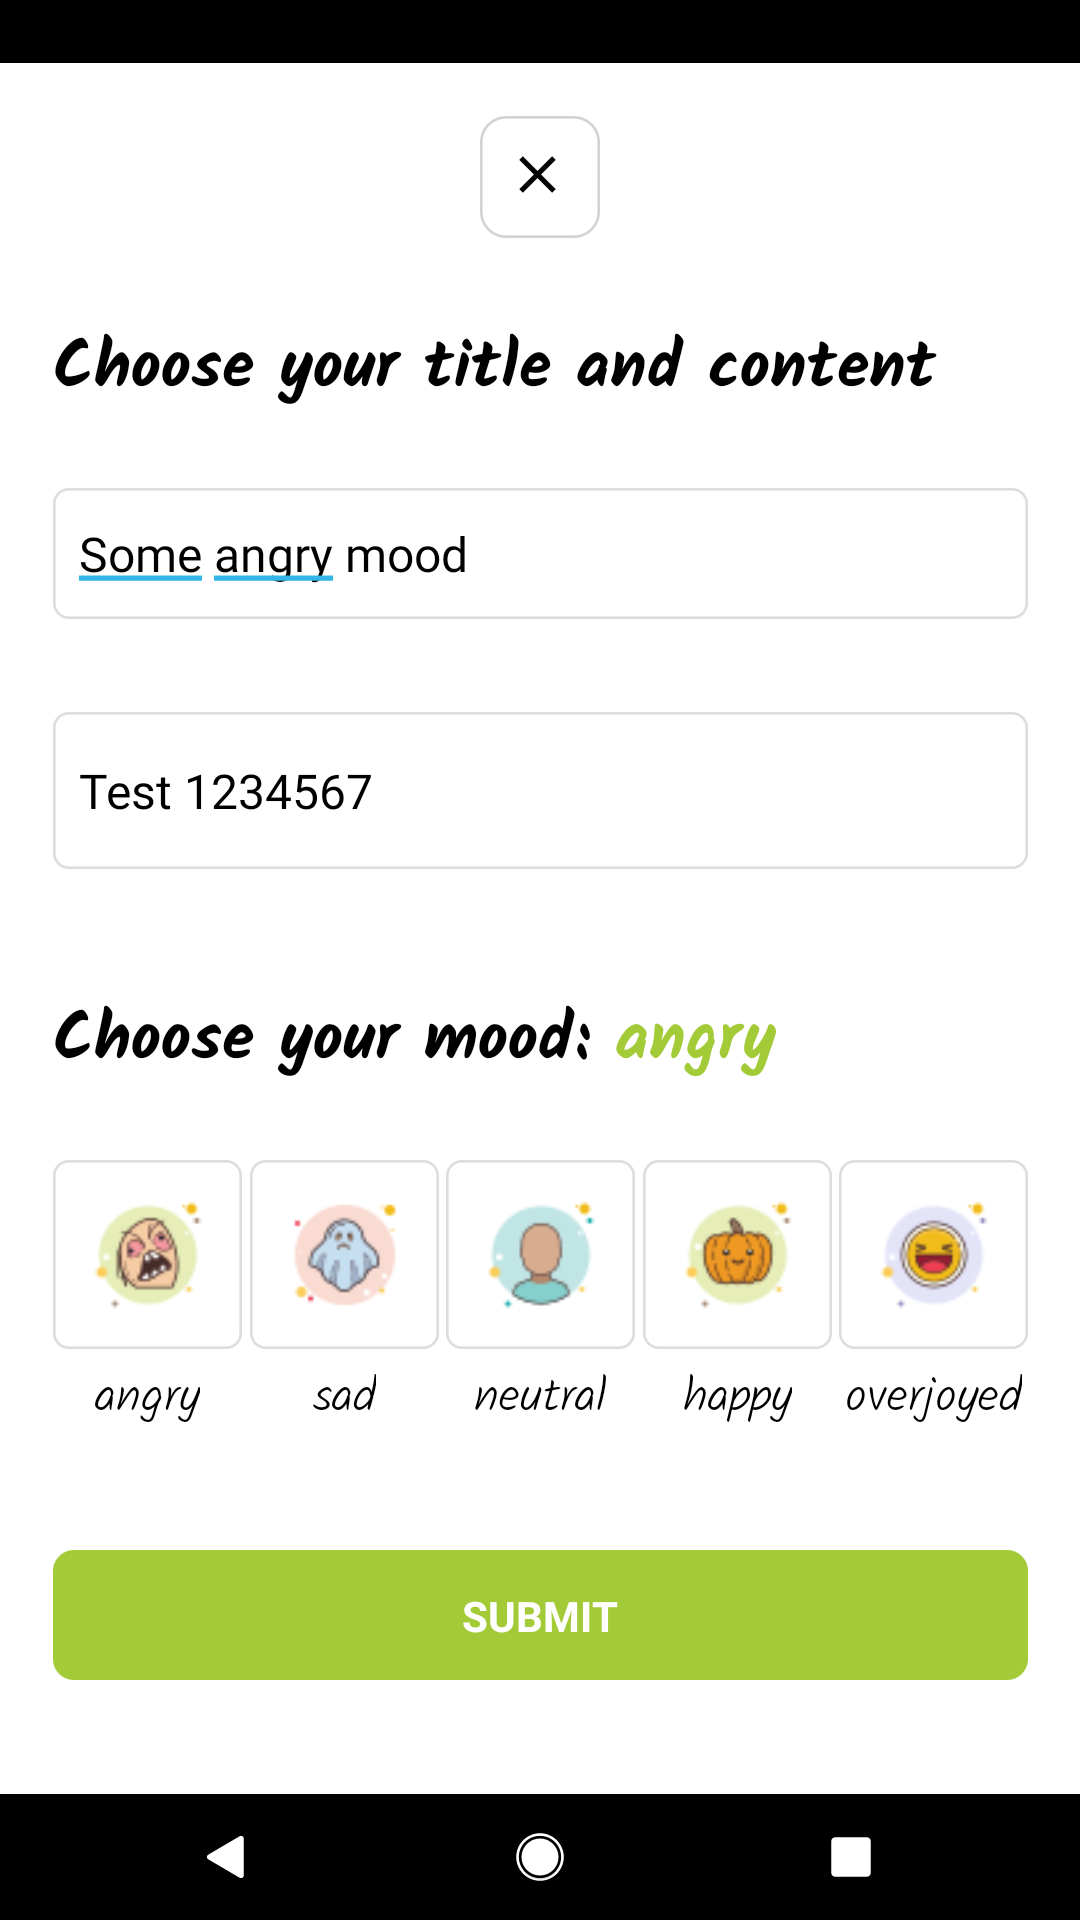 Choose your title and content
Some angry mood
Test 1234567
Choose your mood: angry
angry sad neutral happy overjoyed
SUBMIT